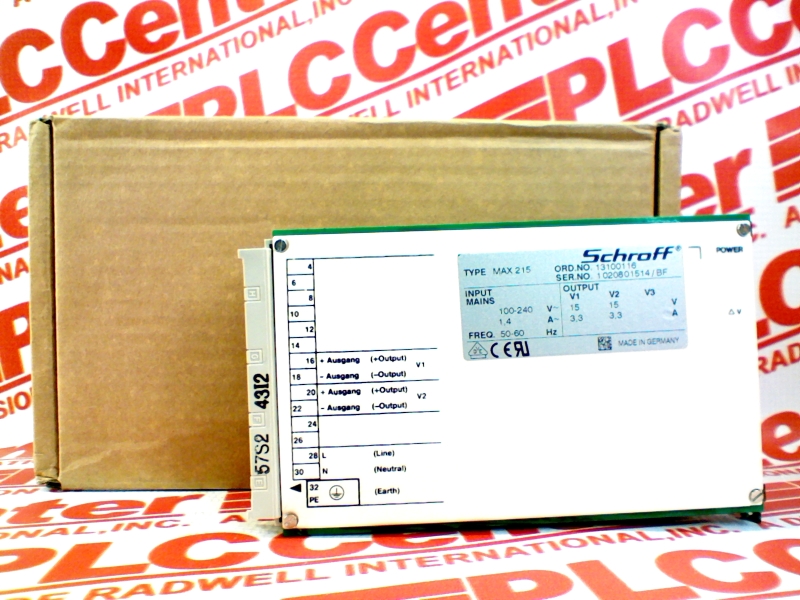 PLCCenter
RADWELL INTERNATIONAL, INC.
Schroff®
TYPE MAX 215
ORD.NO. 13100116
SER.NO. 1020801514/BF
INPUT
MAINS
100-240 V~
1,4 A~
FREQ. 50-60 Hz
OUTPUT
V1 V2 V3
15 15 V
3,3 3,3 A
CE
MADE IN GERMANY
POWER
Δ V
4
6
8
10
12
14
16 + Ausgang (+Output) V1
18 - Ausgang (-Output)
20 + Ausgang (+Output) V2
22 - Ausgang (-Output)
24
26
28 L (Line)
30 N (Neutral)
32 PE (Earth)
57S2 43I2